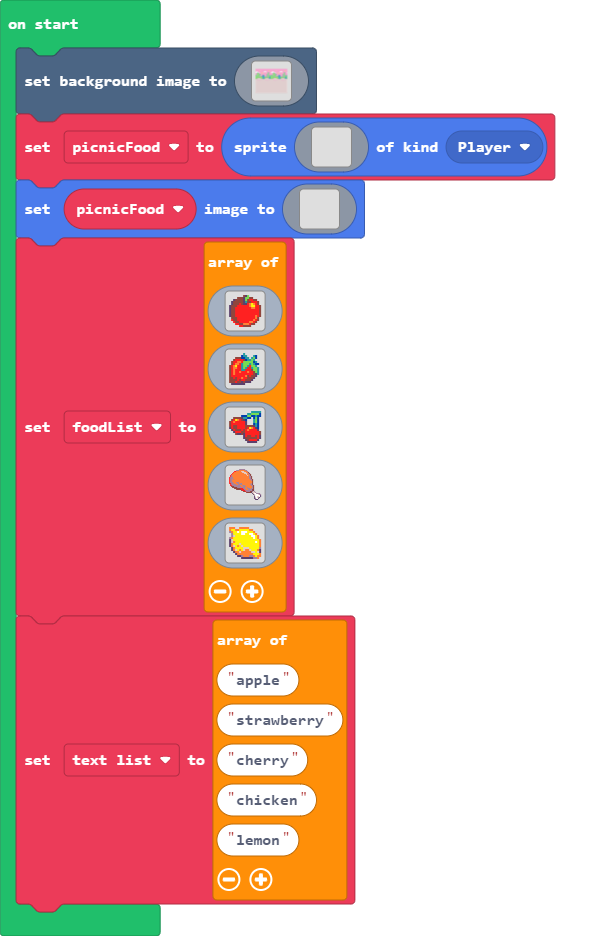 on start
set background image to
set picnicFood to sprite of kind Player
set picnicFood image to
array of
set foodList to
array of
"apple"
"strawberry"
"cherry"
set text list to
"chicken"
"lemon"